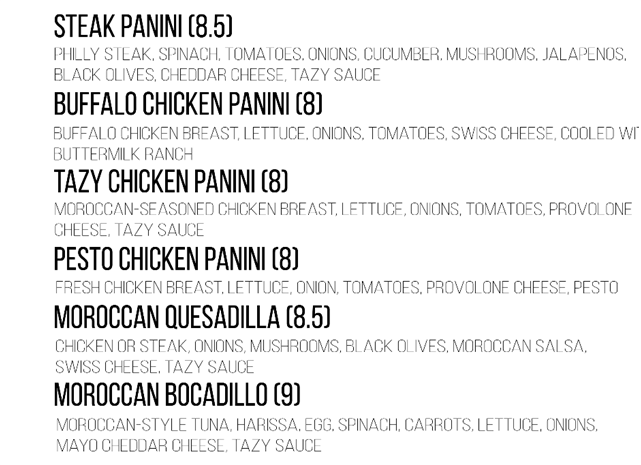 STEAK PANINI (8.5)
PHILLY STEAK, SPINACH, TOMATOES, ONIONS, CUCUMBER, MUSHROOMS, JALAPENOS,
BLACK OLIVES, CHEDDAR CHEESE, TAZY SAUCE
BUFFALO CHICKEN PANINI (8)
BUFFALO CHICKEN BREAST, LETTUCE, ONIONS, TOMATOES, SWISS CHEESE, COOLED WI
BUTTERMILK RANCH
TAZY CHICKEN PANINI (8)
MOROCCAN-SEASONED CHICKEN BREAST, LETTUCE, ONIONS, TOMATOES, PROVOLONE
CHEESE, TAZY SAUCE
PESTO CHICKEN PANINI (8)
FRESH CHICKEN BREAST, LETTUCE, ONION, TOMATOES, PROVOLONE CHEESE, PESTO
MOROCCAN QUESADILLA (8.5)
CHICKEN OR STEAK, ONIONS, MUSHROOMS, BLACK OLIVES, MOROCCAN SALSA,
SWISS CHEESE, TAZY SAUCE
MOROCCAN BOCADILLO (9)
MOROCCAN-STYLE TUNA, HARISSA, EGG, SPINACH, CARROTS, LETTUCE, ONIONS,
MAYO CHEDDAR CHEESE, TAZY SAUCE